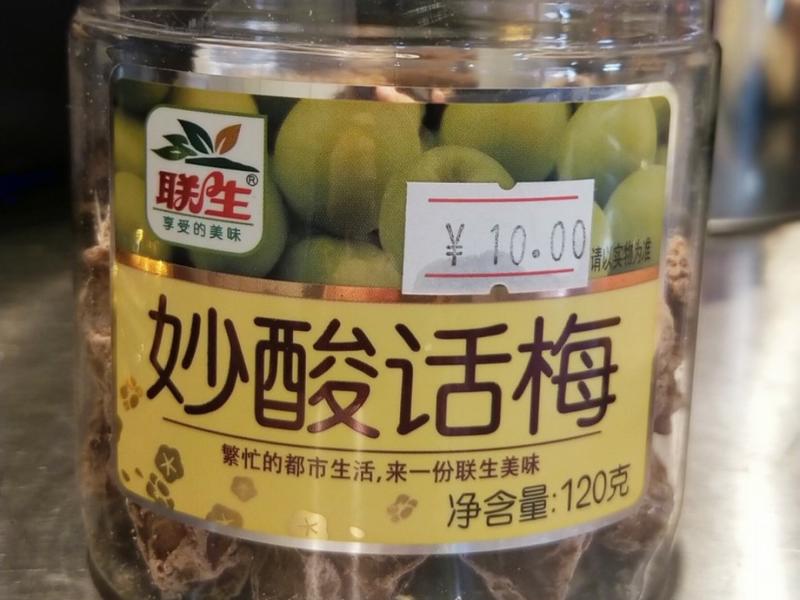 联生®
享受的美味
¥ 10.00
请以实物为准
妙酸话梅
繁忙的都市生活,来一份联生美味
净含量:120克